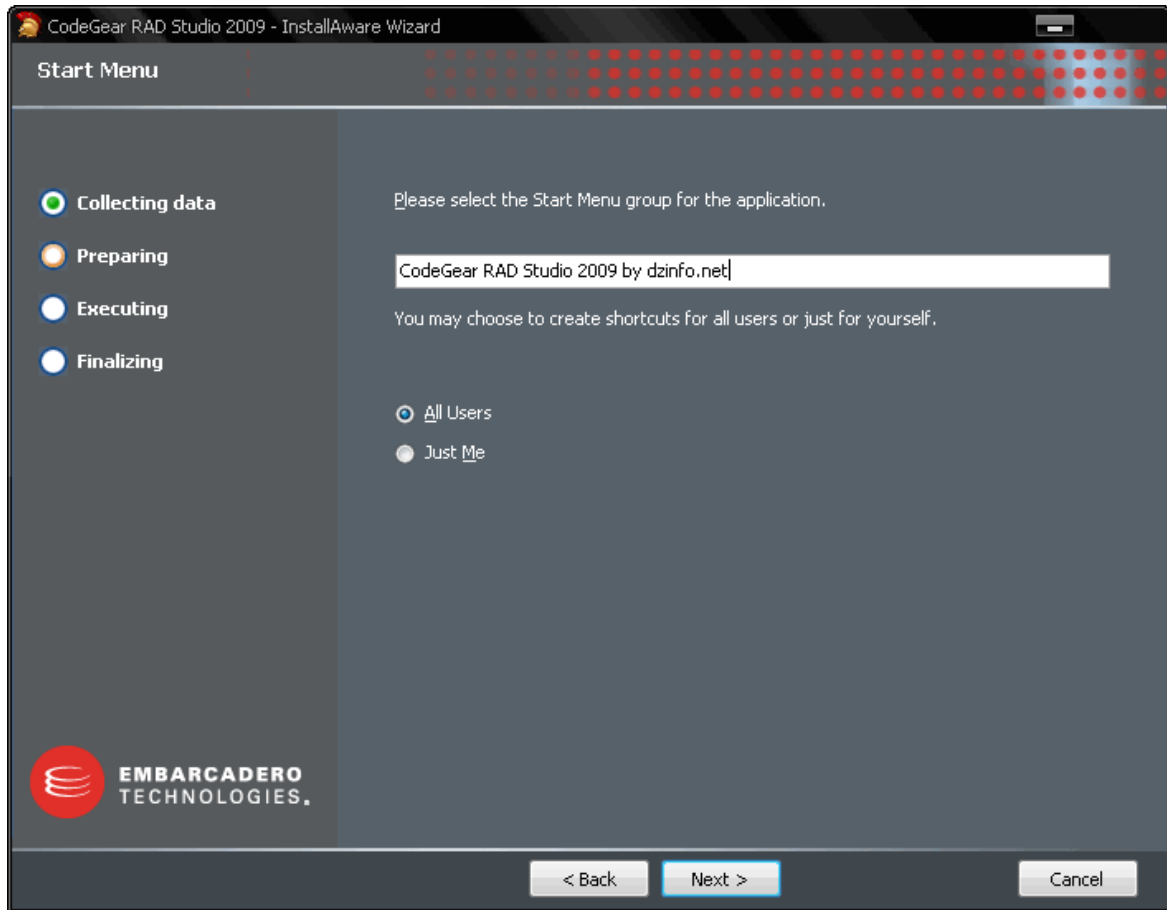 CodeGear RAD Studio 2009 - InstallAware Wizard
Start Menu
Collecting data
Preparing
Executing
Finalizing
Please select the Start Menu group for the application.
CodeGear RAD Studio 2009 by dzinfo.net
You may choose to create shortcuts for all users or just for yourself.
All Users
Just Me
EMBARCADERO
TECHNOLOGIES.
< Back
Next >
Cancel